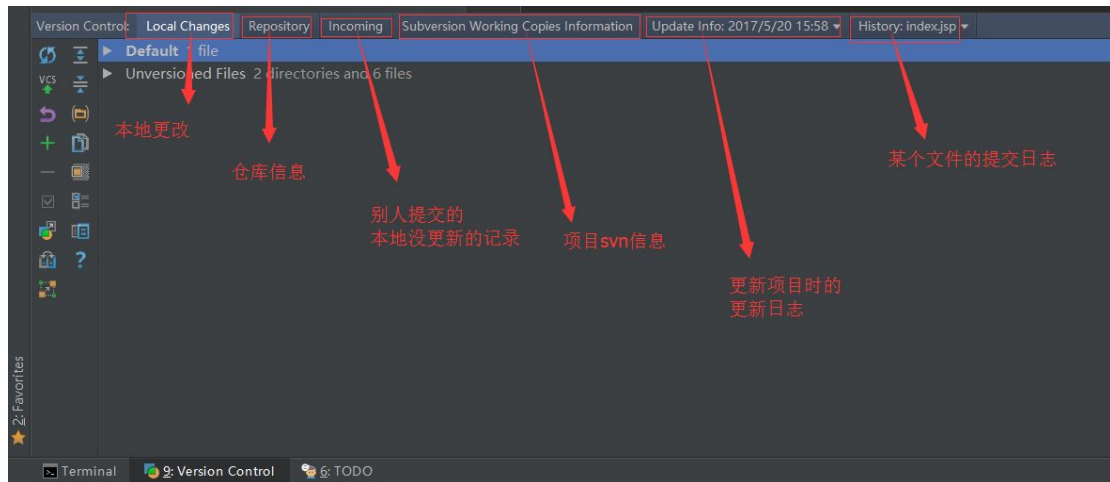 Version Control: Local Changes Repository Incoming Subversion Working Copies Information Update Info: 2017/5/20 15:58 History: index.jsp
Default 1 file
VCS
Unversioned Files 2 directories and 6 files
本地更改
仓库信息
某个文件的提交日志
别人提交的
本地没更新的记录
项目svn信息
更新项目时的
更新日志
2: Favorites
Terminal 9: Version Control 6: TODO